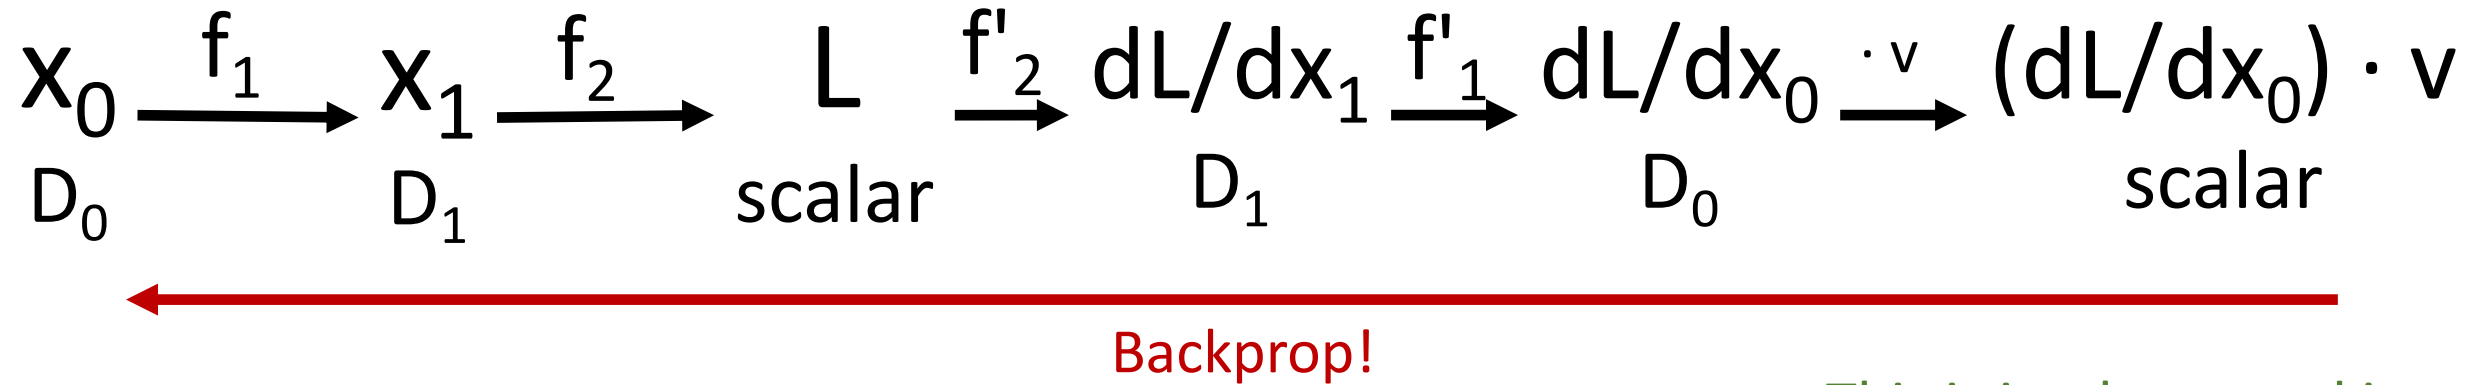 x₀ f₁ x₁ f₂ L f'₂ dL/dx₁ f'₁ dL/dx₀ · v (dL/dx₀) · v
D₀ D₁ scalar D₁ D₀ scalar
Backprop!